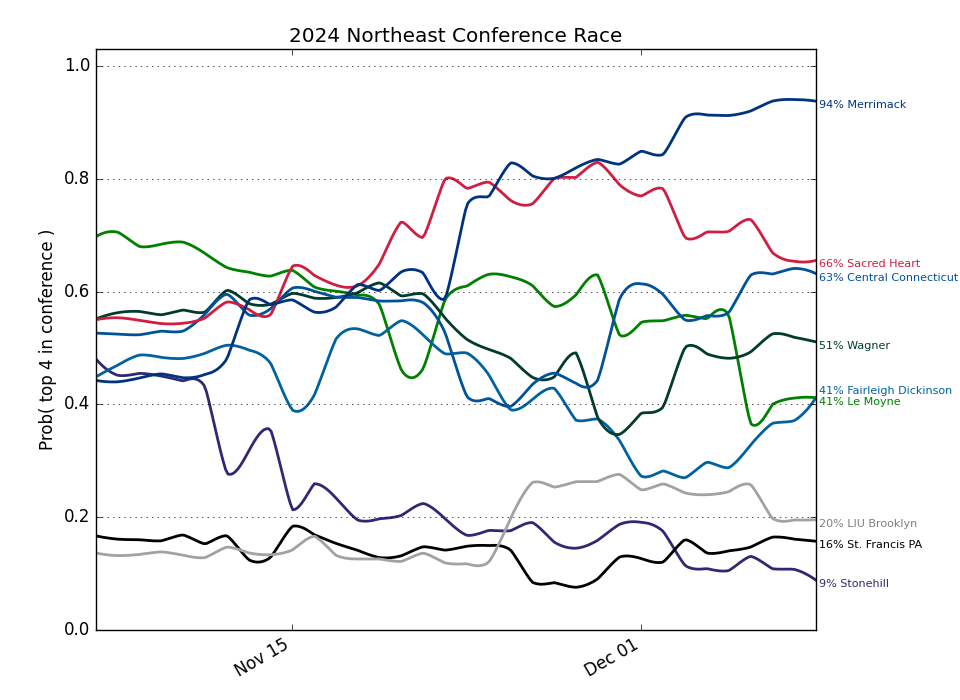 2024 Northeast Conference Race
Prob( top 4 in conference )
1.0
0.8
0.6
0.4
0.2
0.0
Nov 15
Dec 01
94% Merrimack
66% Sacred Heart
63% Central Connecticut
51% Wagner
41% Fairleigh Dickinson
41% Le Moyne
20% LIU Brooklyn
16% St. Francis PA
9% Stonehill